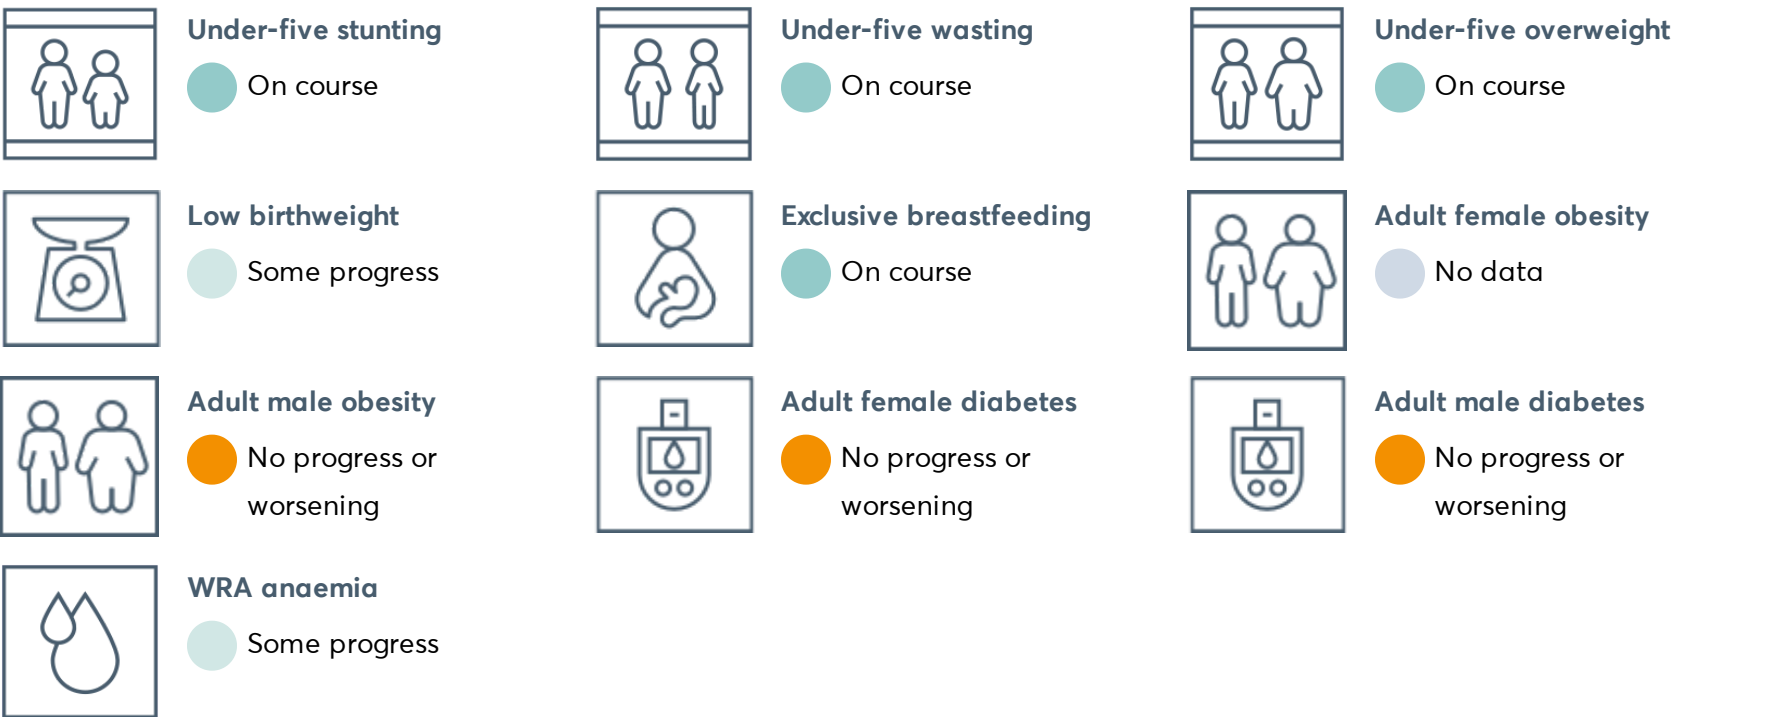 Under-five stunting
On course
Under-five wasting
On course
Under-five overweight
On course
Low birthweight
Some progress
Exclusive breastfeeding
On course
Adult female obesity
No data
Adult male obesity
No progress or
worsening
Adult female diabetes
No progress or
worsening
Adult male diabetes
No progress or
worsening
WRA anaemia
Some progress